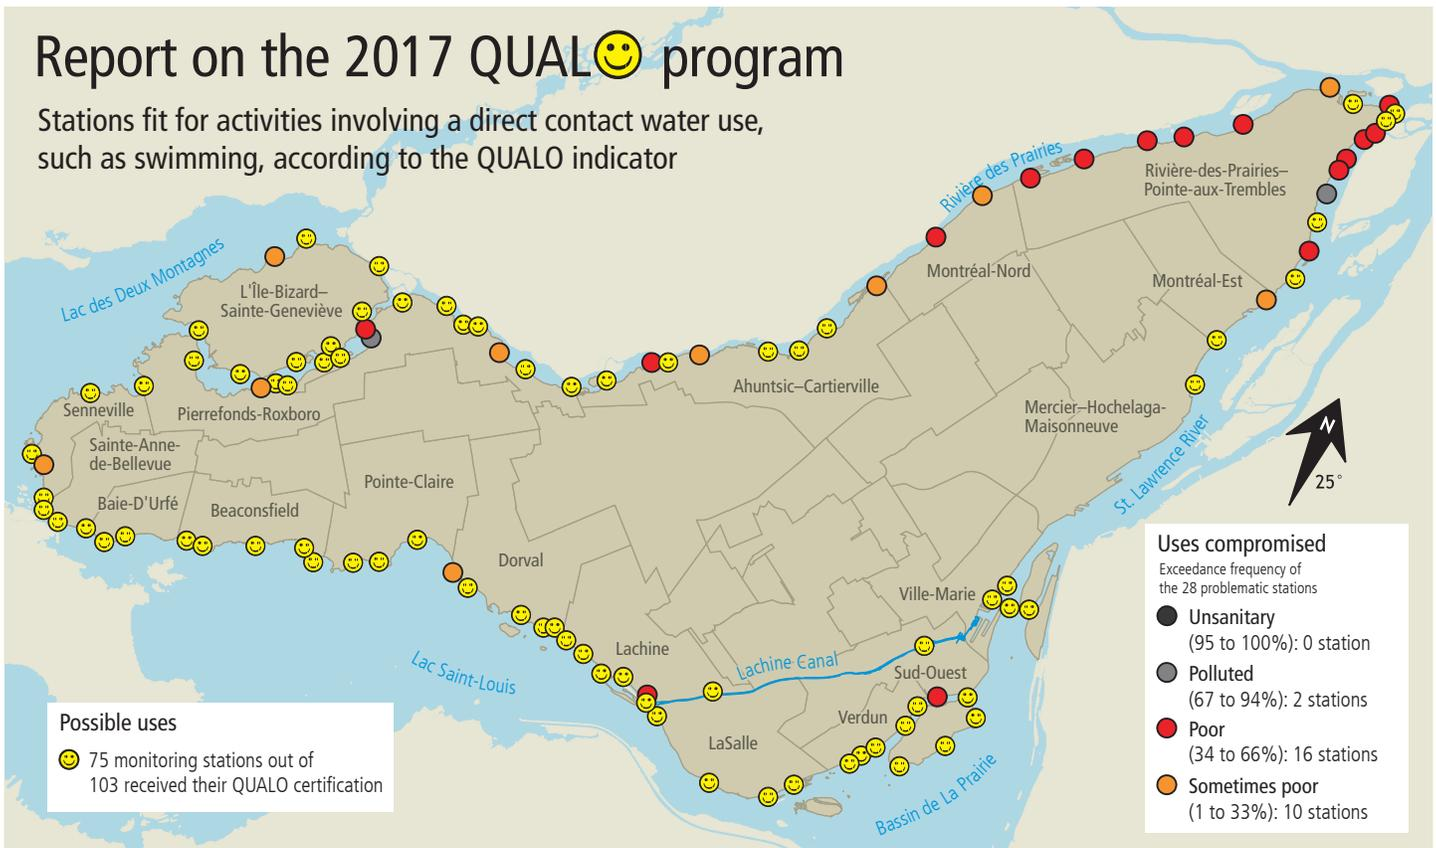 Report on the 2017 QUALO program
Stations fit for activities involving a direct contact water use,
such as swimming, according to the QUALO indicator
Rivière des Prairies
Rivière-des-Prairies–
Pointe-aux-Trembles
Lac des Deux Montagnes
L'Île-Bizard–
Sainte-Geneviève
Montréal-Nord
Montréal-Est
Ahuntsic–Cartierville
Mercier–Hochelaga-
Maisonneuve
Senneville
Pierrefonds-Roxboro
Sainte-Anne-
de-Bellevue
Pointe-Claire
Baie-D'Urfé
Beaconsfield
St. Lawrence River
N
25°
Dorval
Ville-Marie
Lachine
Lachine Canal
Sud-Ouest
Lac Saint-Louis
Verdun
LaSalle
Bassin de La Prairie
Possible uses
75 monitoring stations out of
103 received their QUALO certification
Uses compromised
Exceedance frequency of
the 28 problematic stations
Unsanitary
(95 to 100%): 0 station
Polluted
(67 to 94%): 2 stations
Poor
(34 to 66%): 16 stations
Sometimes poor
(1 to 33%): 10 stations